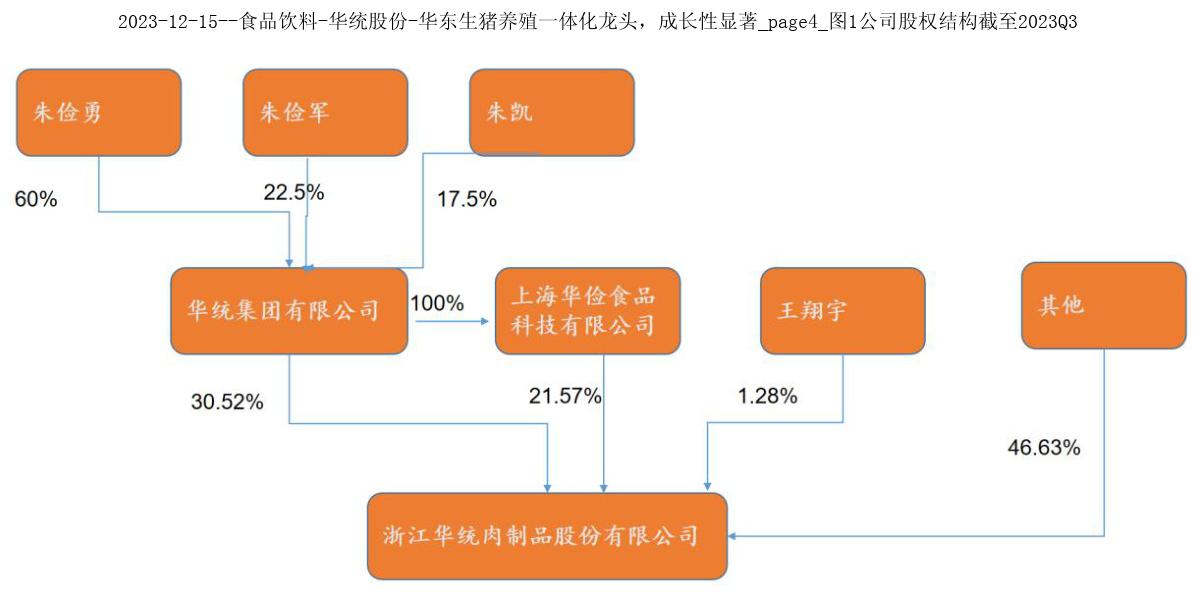 2023-12-15--食品饮料-华统股份-华东生猪养殖一体化龙头，成长性显著_page4_图1公司股权结构截至2023Q3
朱俭勇
朱俭军
朱凯
60%
22.5%
17.5%
华统集团有限公司
100%
上海华俭食品
科技有限公司
王翔宇
其他
30.52%
21.57%
1.28%
46.63%
浙江华统肉制品股份有限公司